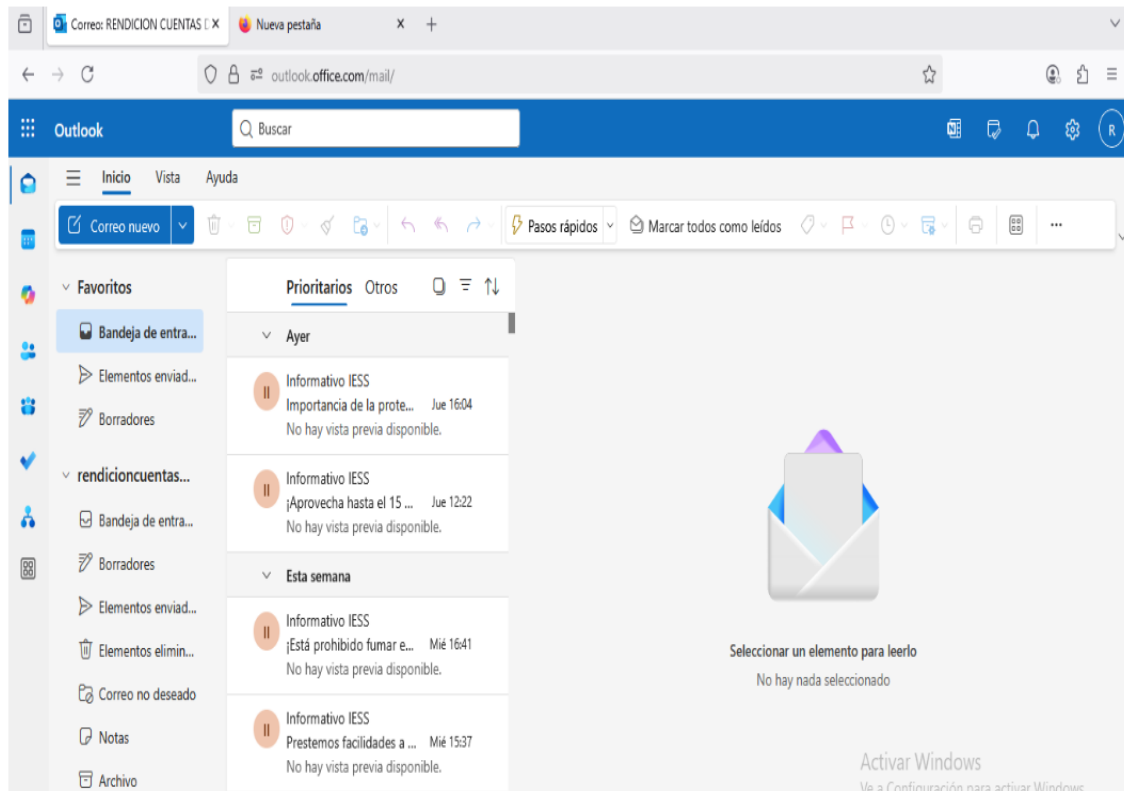 Correo: RENDICION CUENTAS D
Nueva pestaña
outlook.office.com/mail/
Outlook
Buscar
R
Inicio Vista Ayuda
Correo nuevo
Pasos rápidos
Marcar todos como leídos
Favoritos
Bandeja de entra...
Elementos enviad...
Borradores
rendicioncuentas...
Bandeja de entra...
Borradores
Elementos enviad...
Elementos elimin...
Correo no deseado
Notas
Archivo
Prioritarios Otros
Ayer
II
Informativo IESS
Importancia de la prote... Jue 16:04
No hay vista previa disponible.
II
Informativo IESS
¡Aprovecha hasta el 15 ... Jue 12:22
No hay vista previa disponible.
Esta semana
II
Informativo IESS
¡Está prohibido fumar e... Mié 16:41
No hay vista previa disponible.
II
Informativo IESS
Prestemos facilidades a ... Mié 15:37
No hay vista previa disponible.
Seleccionar un elemento para leerlo
No hay nada seleccionado
Activar Windows
Ve a Configuración para activar Windows